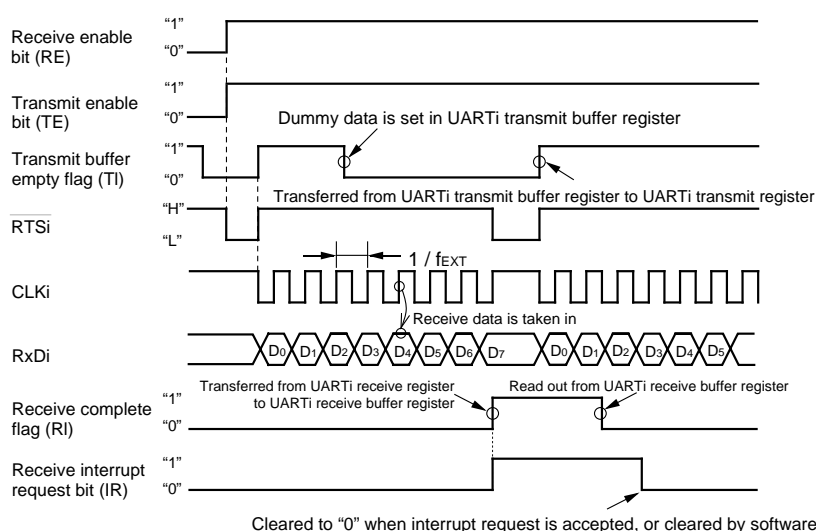 Receive enable
bit (RE)
“1”
“0”
Transmit enable
bit (TE)
“1”
“0”
Dummy data is set in UARTi transmit buffer register
Transmit buffer
empty flag (TI)
“1”
“0”
Transferred from UARTi transmit buffer register to UARTi transmit register
RTSi
“H”
“L”
1 / fEXT
CLKi
Receive data is taken in
RxDi
D0 D1 D2 D3 D4 D5 D6 D7 D0 D1 D2 D3 D4 D5
Transferred from UARTi receive register
to UARTi receive buffer register
Read out from UARTi receive buffer register
Receive complete
flag (RI)
“1”
“0”
Receive interrupt
request bit (IR)
“1”
“0”
Cleared to “0” when interrupt request is accepted, or cleared by software